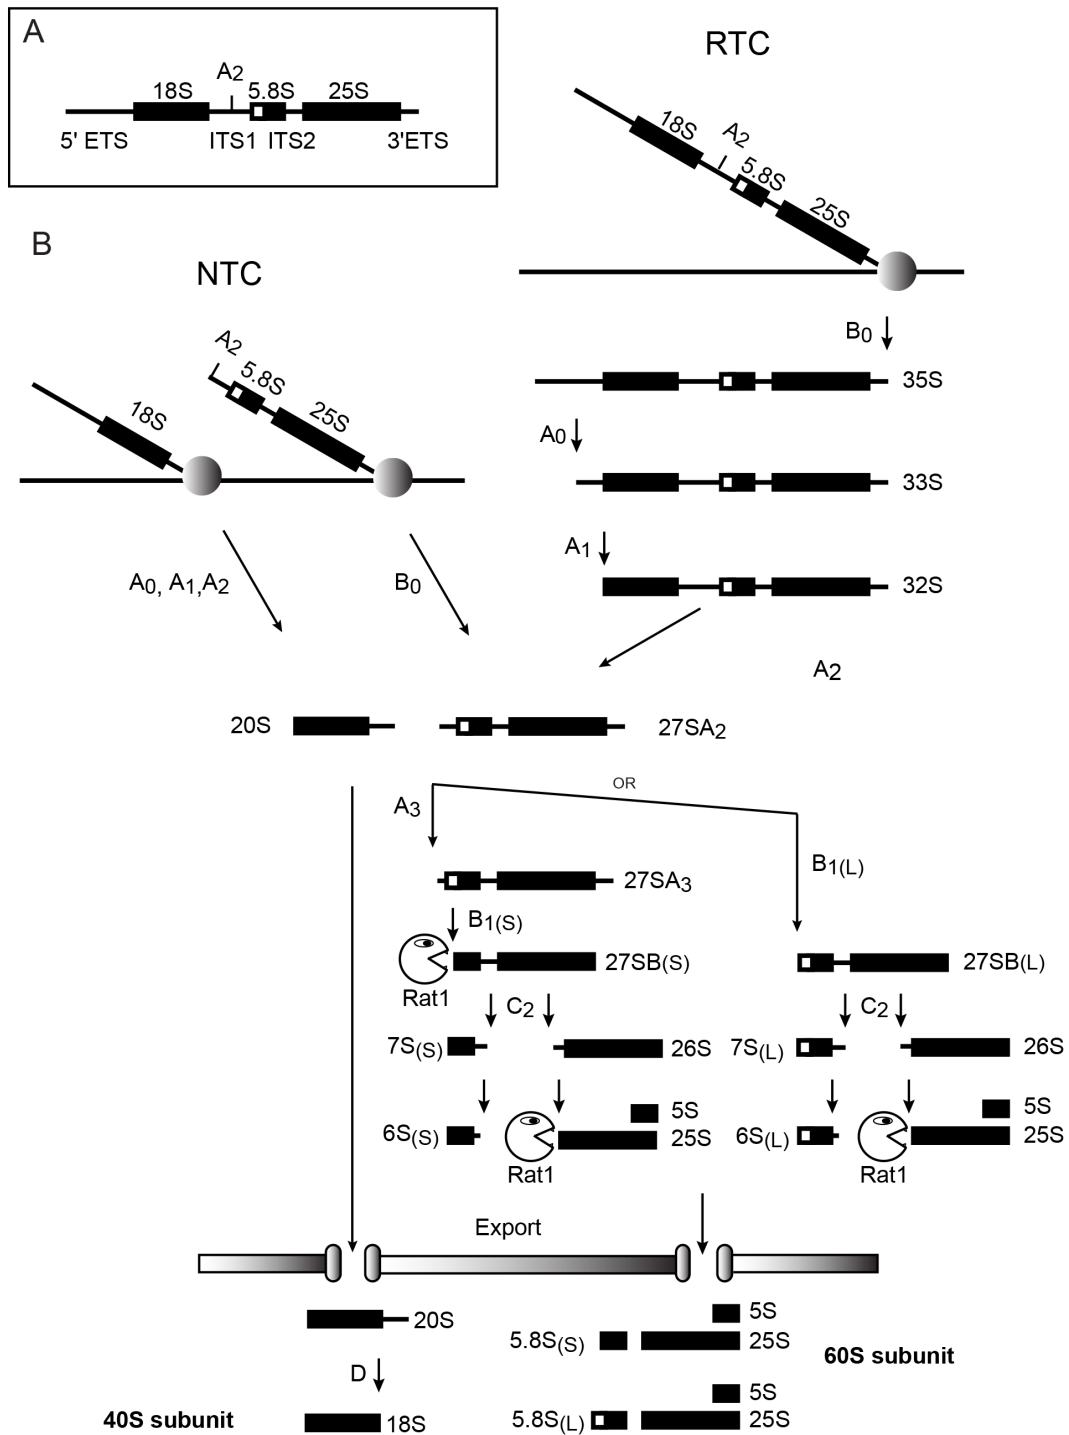 A
A2
18S 5.8S 25S
5' ETS ITS1 ITS2 3'ETS
RTC
18S
A2
5.8S
25S
B
NTC
A2
5.8S
18S
25S
B0
35S
A0
33S
A1
32S
A0, A1,A2
B0
A2
20S
27SA2
OR
A3
B1(L)
27SA3
B1(S)
27SB(S)
27SB(L)
Rat1
C2
C2
7S(S)
26S
7S(L)
26S
5S
5S
6S(S)
25S
6S(L)
25S
Rat1
Rat1
Export
20S
5S
5.8S(S)
25S
60S subunit
D
5S
40S subunit
18S
5.8S(L)
25S